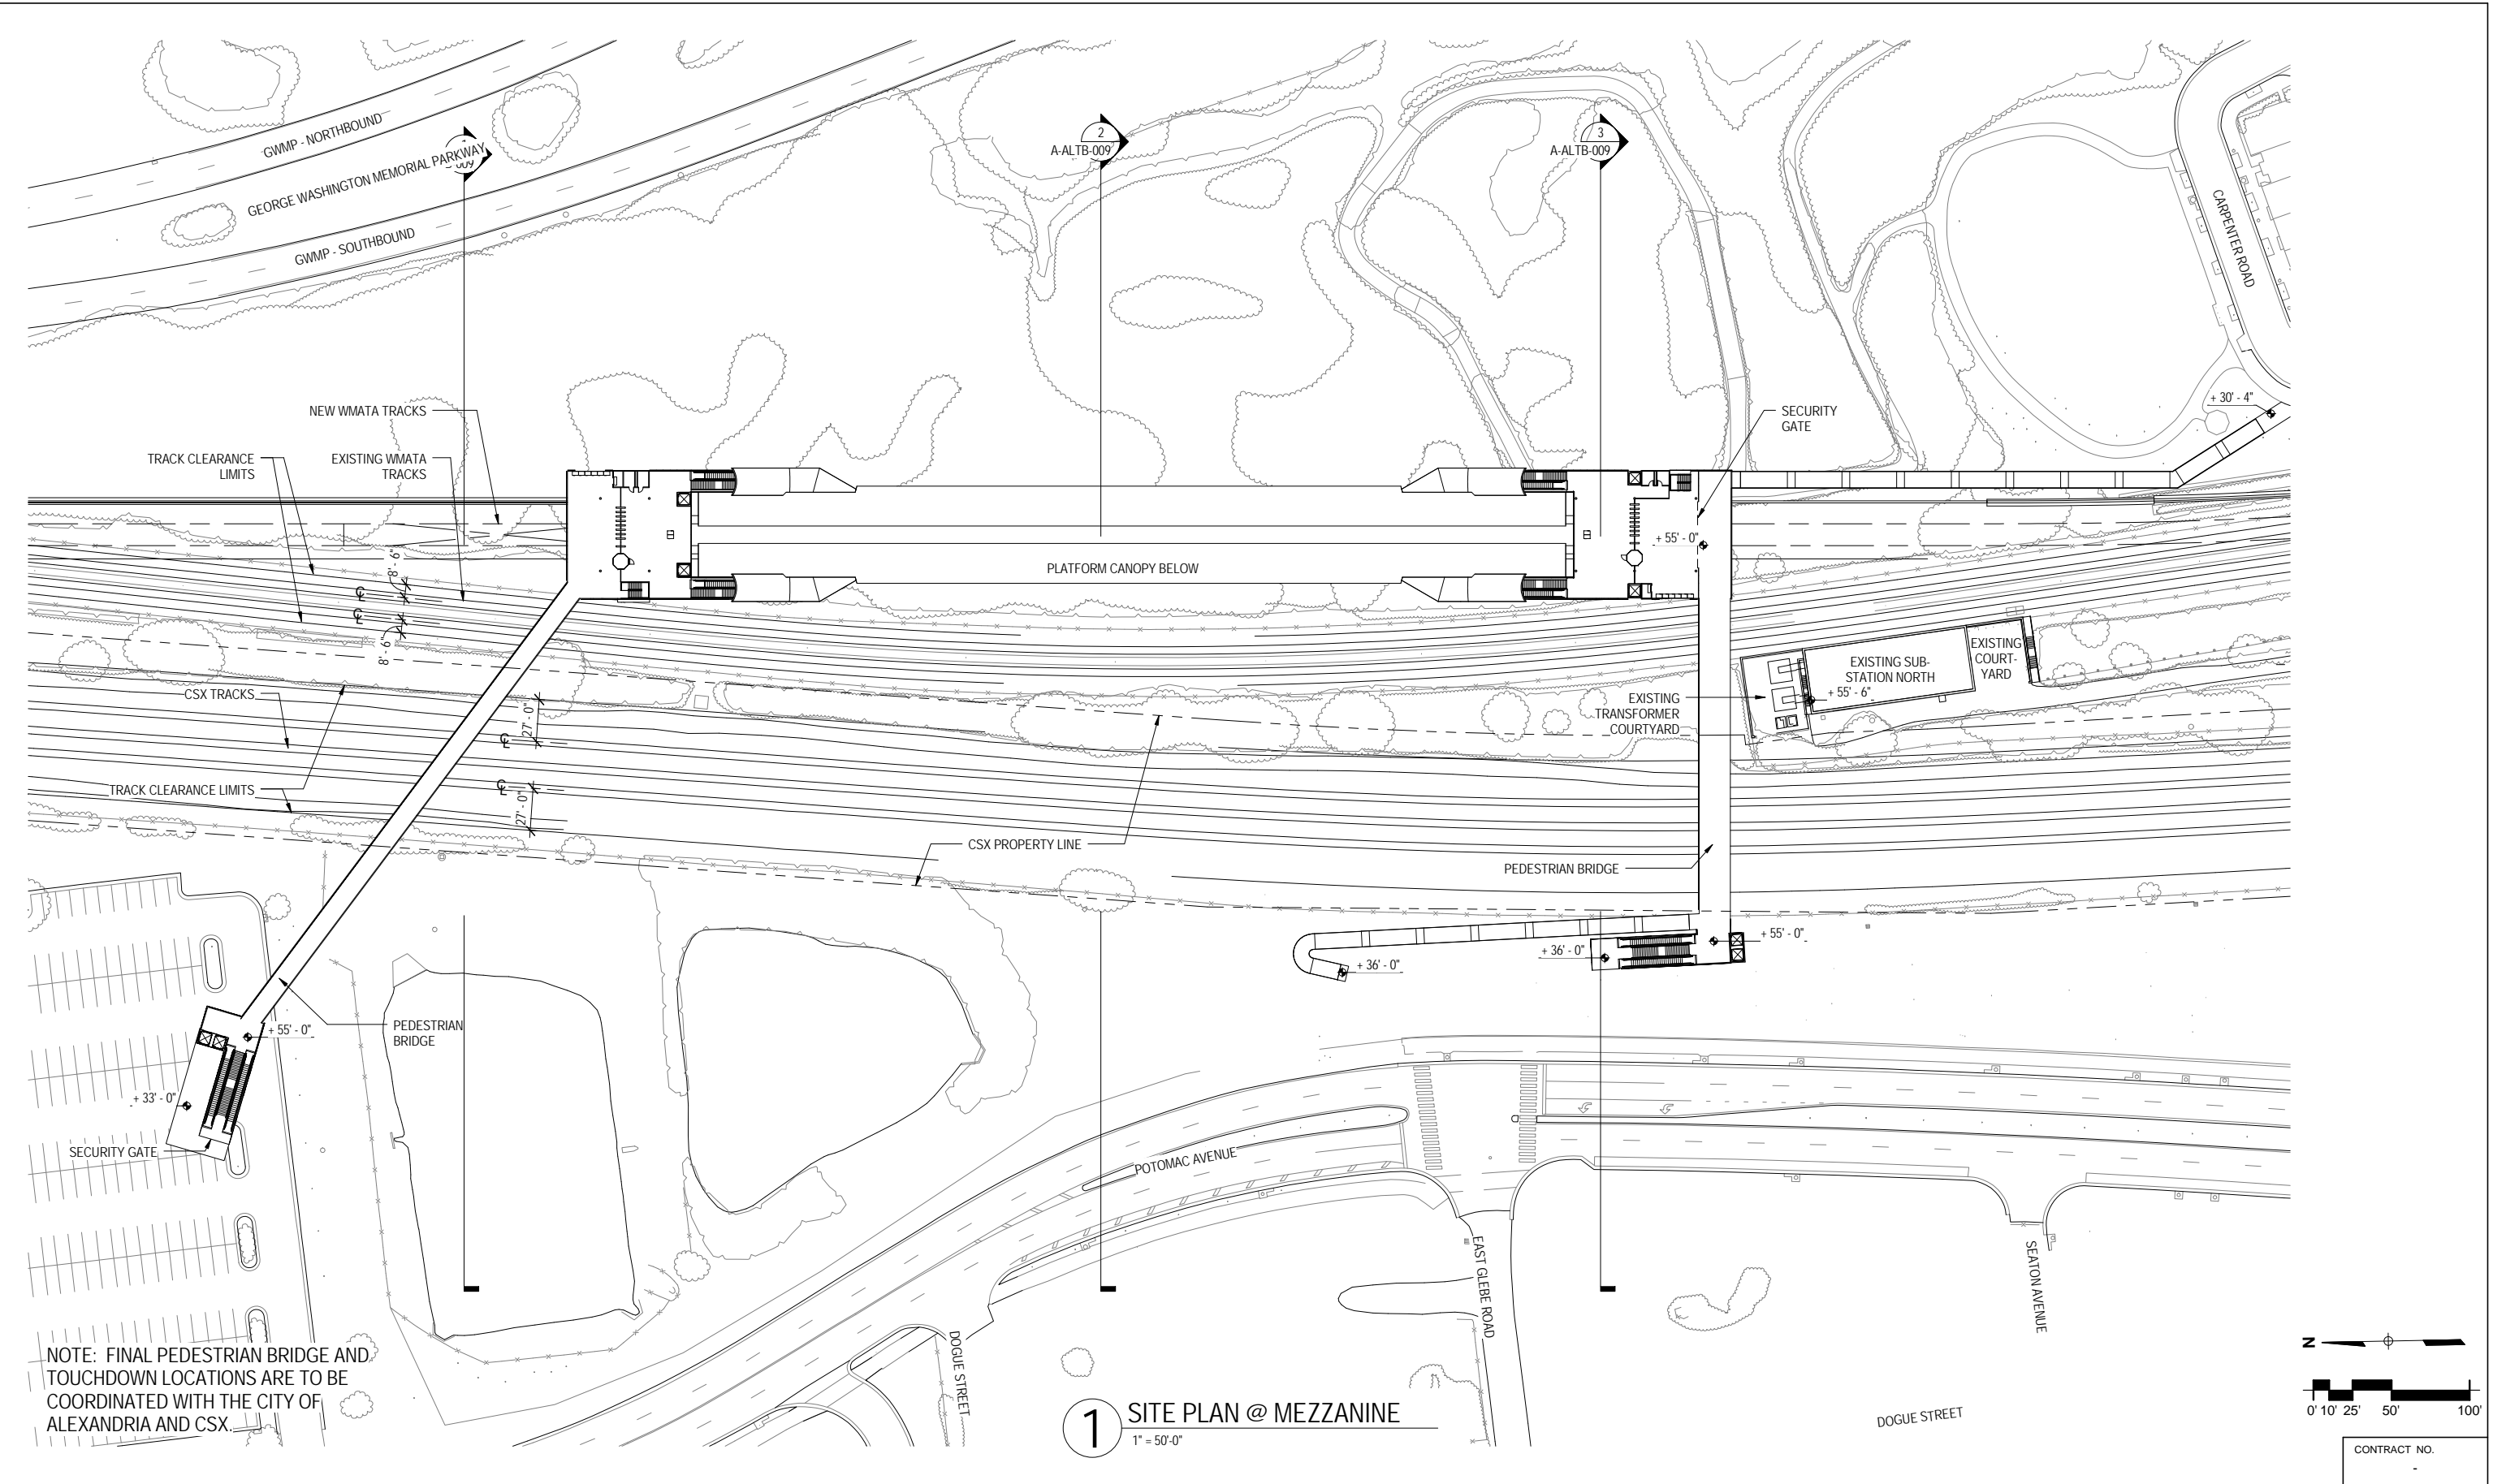 GWMP - NORTHBOUND
GEORGE WASHINGTON MEMORIAL PARKWAY
GWMP - SOUTHBOUND
009
2
A-ALTB-009
3
A-ALTB-009
CARPENTER ROAD
NEW WMATA TRACKS
TRACK CLEARANCE
LIMITS
EXISTING WMATA
TRACKS
SECURITY
GATE
+ 30' - 4"
+ 55' - 0"
8' - 6"
℄
℄
8' - 6"
PLATFORM CANOPY BELOW
EXISTING SUB-
STATION NORTH
EXISTING
COURT-
YARD
+ 55' - 6"
EXISTING
TRANSFORMER
COURTYARD
CSX TRACKS
27' - 0"
℄
TRACK CLEARANCE LIMITS
℄
27' - 0"
CSX PROPERTY LINE
PEDESTRIAN BRIDGE
+ 55' - 0"
+ 36' - 0"
+ 36' - 0"
PEDESTRIAN
BRIDGE
+ 55' - 0"
+ 33' - 0"
SECURITY GATE
POTOMAC AVENUE
EAST GLEBE ROAD
SEATON AVENUE
DOGUE STREET
DOGUE STREET
NOTE: FINAL PEDESTRIAN BRIDGE AND
TOUCHDOWN LOCATIONS ARE TO BE
COORDINATED WITH THE CITY OF
ALEXANDRIA AND CSX.
1
SITE PLAN @ MEZZANINE
1" = 50'-0"
N
0' 10' 25' 50' 100'
CONTRACT NO.
-